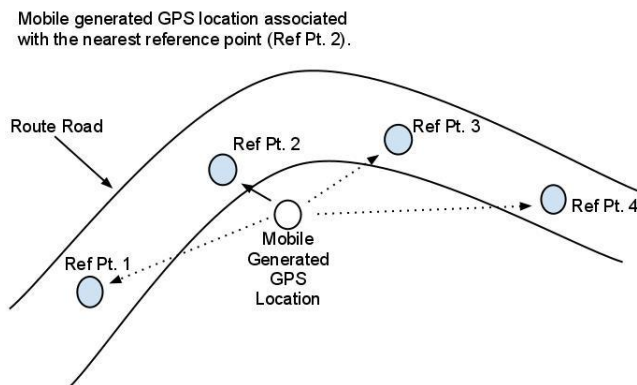 Mobile generated GPS location associated
with the nearest reference point (Ref Pt. 2).
Route Road
Ref Pt. 2
Ref Pt. 3
Ref Pt. 4
Ref Pt. 1
Mobile
Generated
GPS
Location